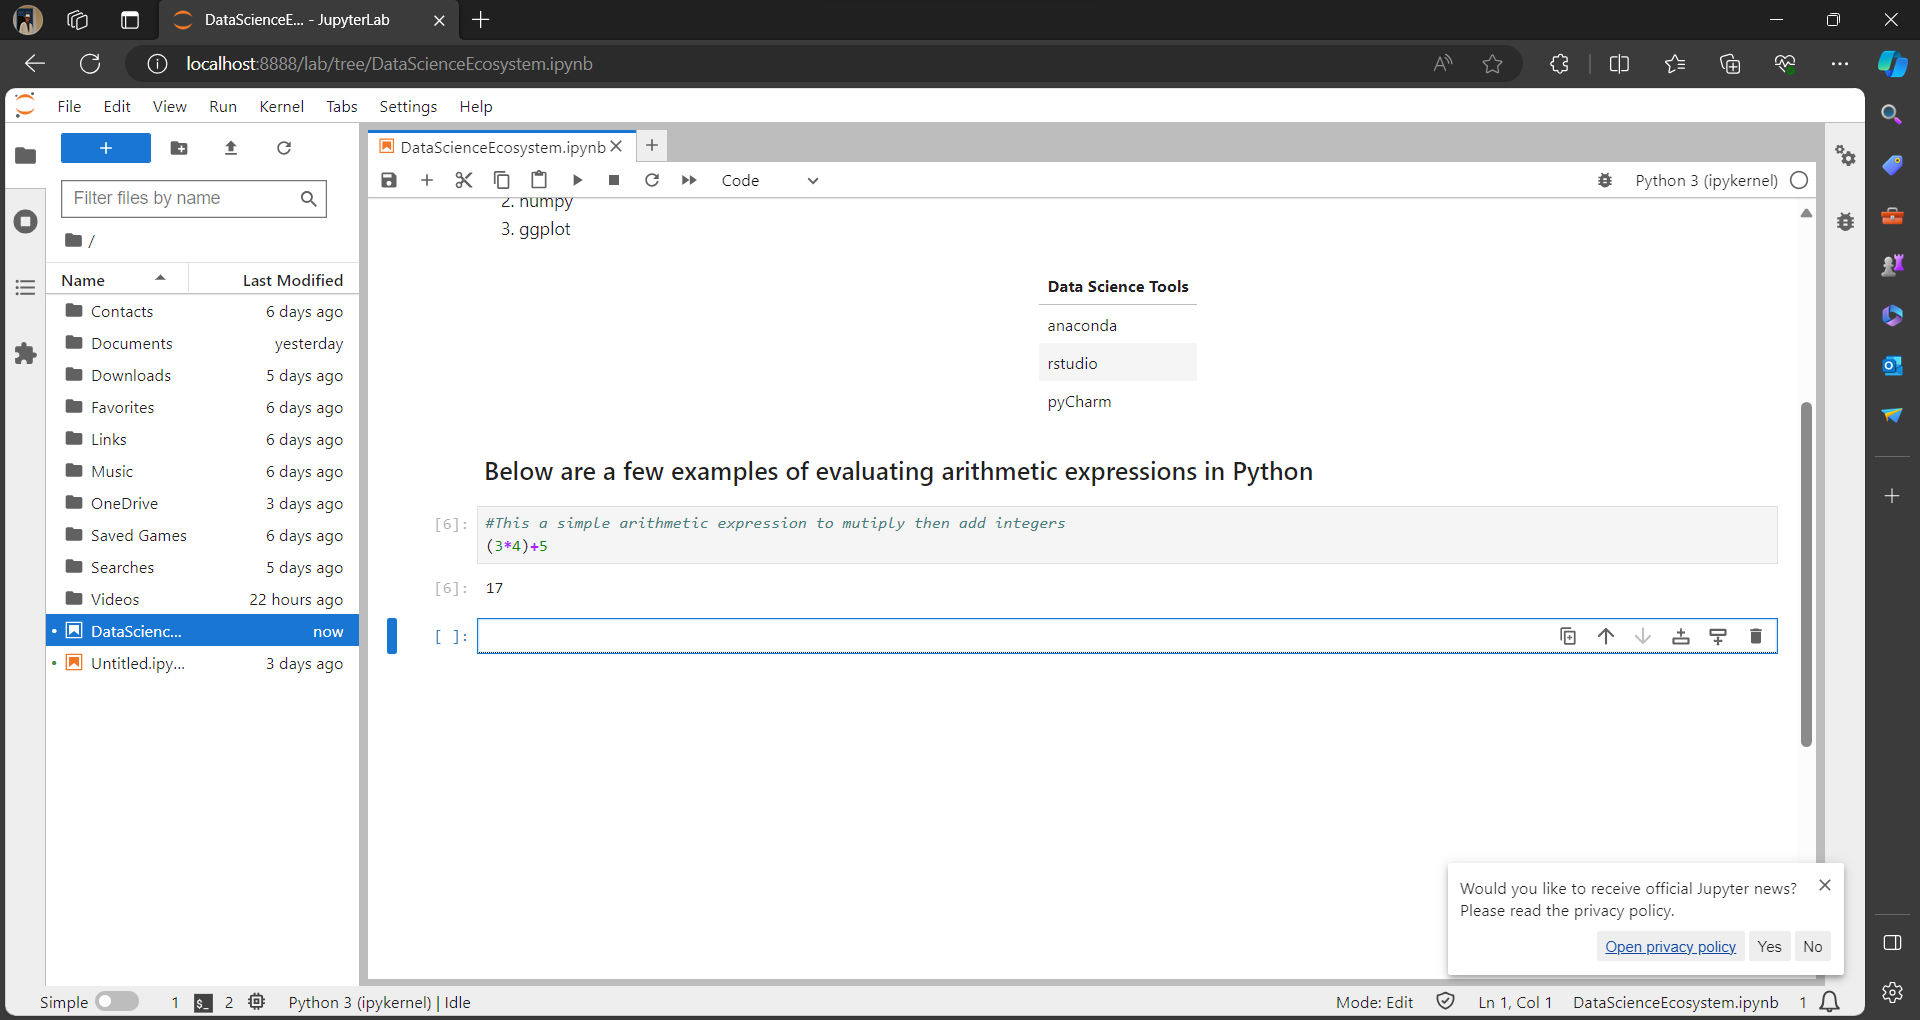 DataScienceE... - JupyterLab
localhost:8888/lab/tree/DataScienceEcosystem.ipynb
File Edit View Run Kernel Tabs Settings Help
DataScienceEcosystem.ipynb
Code
Python 3 (ipykernel)
Filter files by name
/
Name Last Modified
Contacts 6 days ago
Documents yesterday
Downloads 5 days ago
Favorites 6 days ago
Links 6 days ago
Music 6 days ago
OneDrive 3 days ago
Saved Games 6 days ago
Searches 5 days ago
Videos 22 hours ago
DataScienc... now
Untitled.ipy... 3 days ago
2. numpy
3. ggplot
Data Science Tools
anaconda
rstudio
pyCharm
Below are a few examples of evaluating arithmetic expressions in Python
[6]: #This a simple arithmetic expression to mutiply then add integers
(3*4)+5
[6]: 17
[ ]:
Would you like to receive official Jupyter news?
Please read the privacy policy.
Open privacy policy Yes No
Simple 1 2 Python 3 (ipykernel) | Idle Mode: Edit Ln 1, Col 1 DataScienceEcosystem.ipynb 1